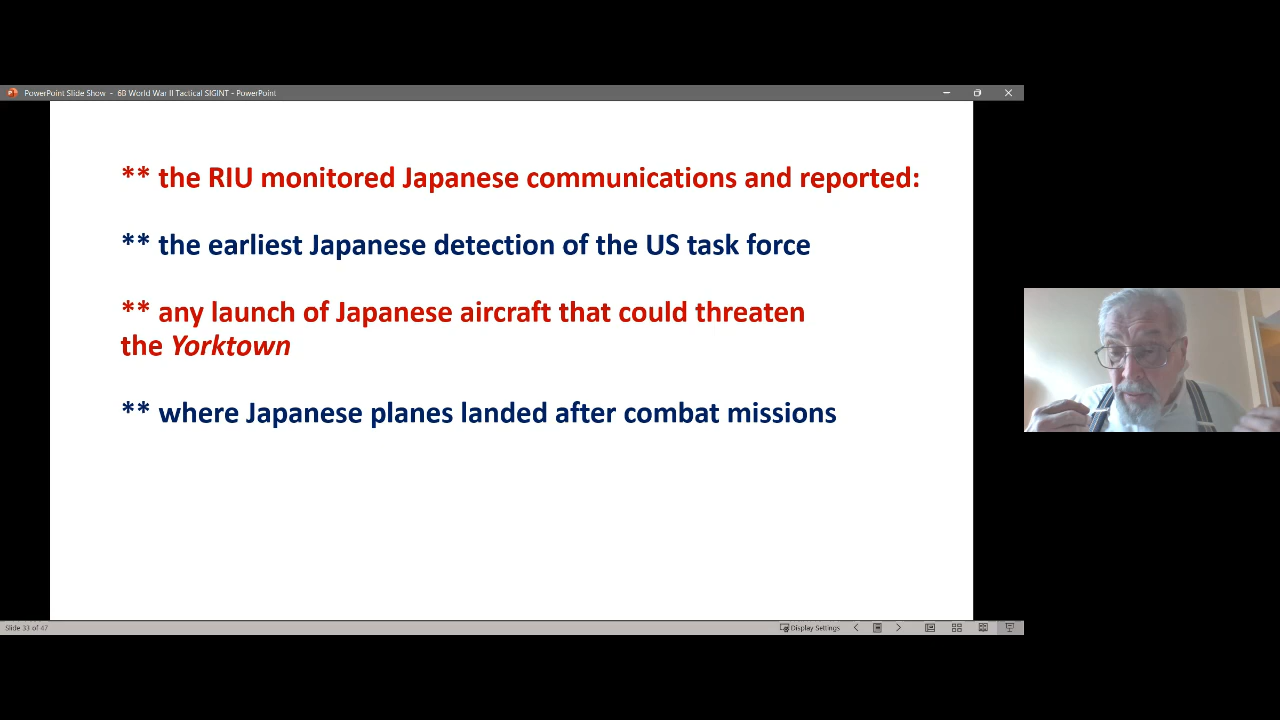 PowerPoint Slide Show - 6B World War II Tactical SIGINT - PowerPoint
** the RIU monitored Japanese communications and reported:
** the earliest Japanese detection of the US task force
** any launch of Japanese aircraft that could threaten
the Yorktown
** where Japanese planes landed after combat missions
Slide 33 of 47
Display Settings